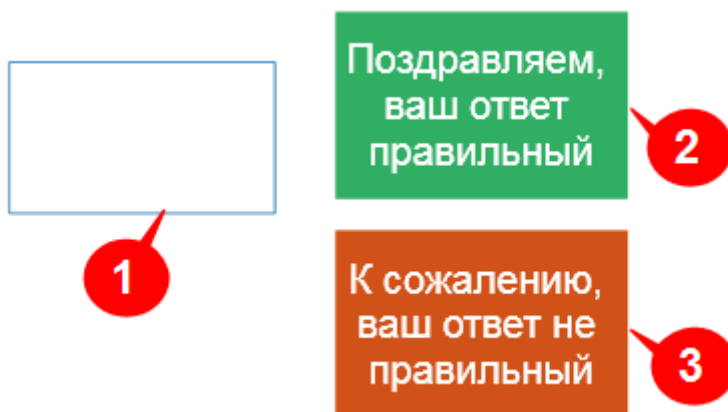 1
Поздравляем,
ваш ответ
правильный
2
К сожалению,
ваш ответ не
правильный
3